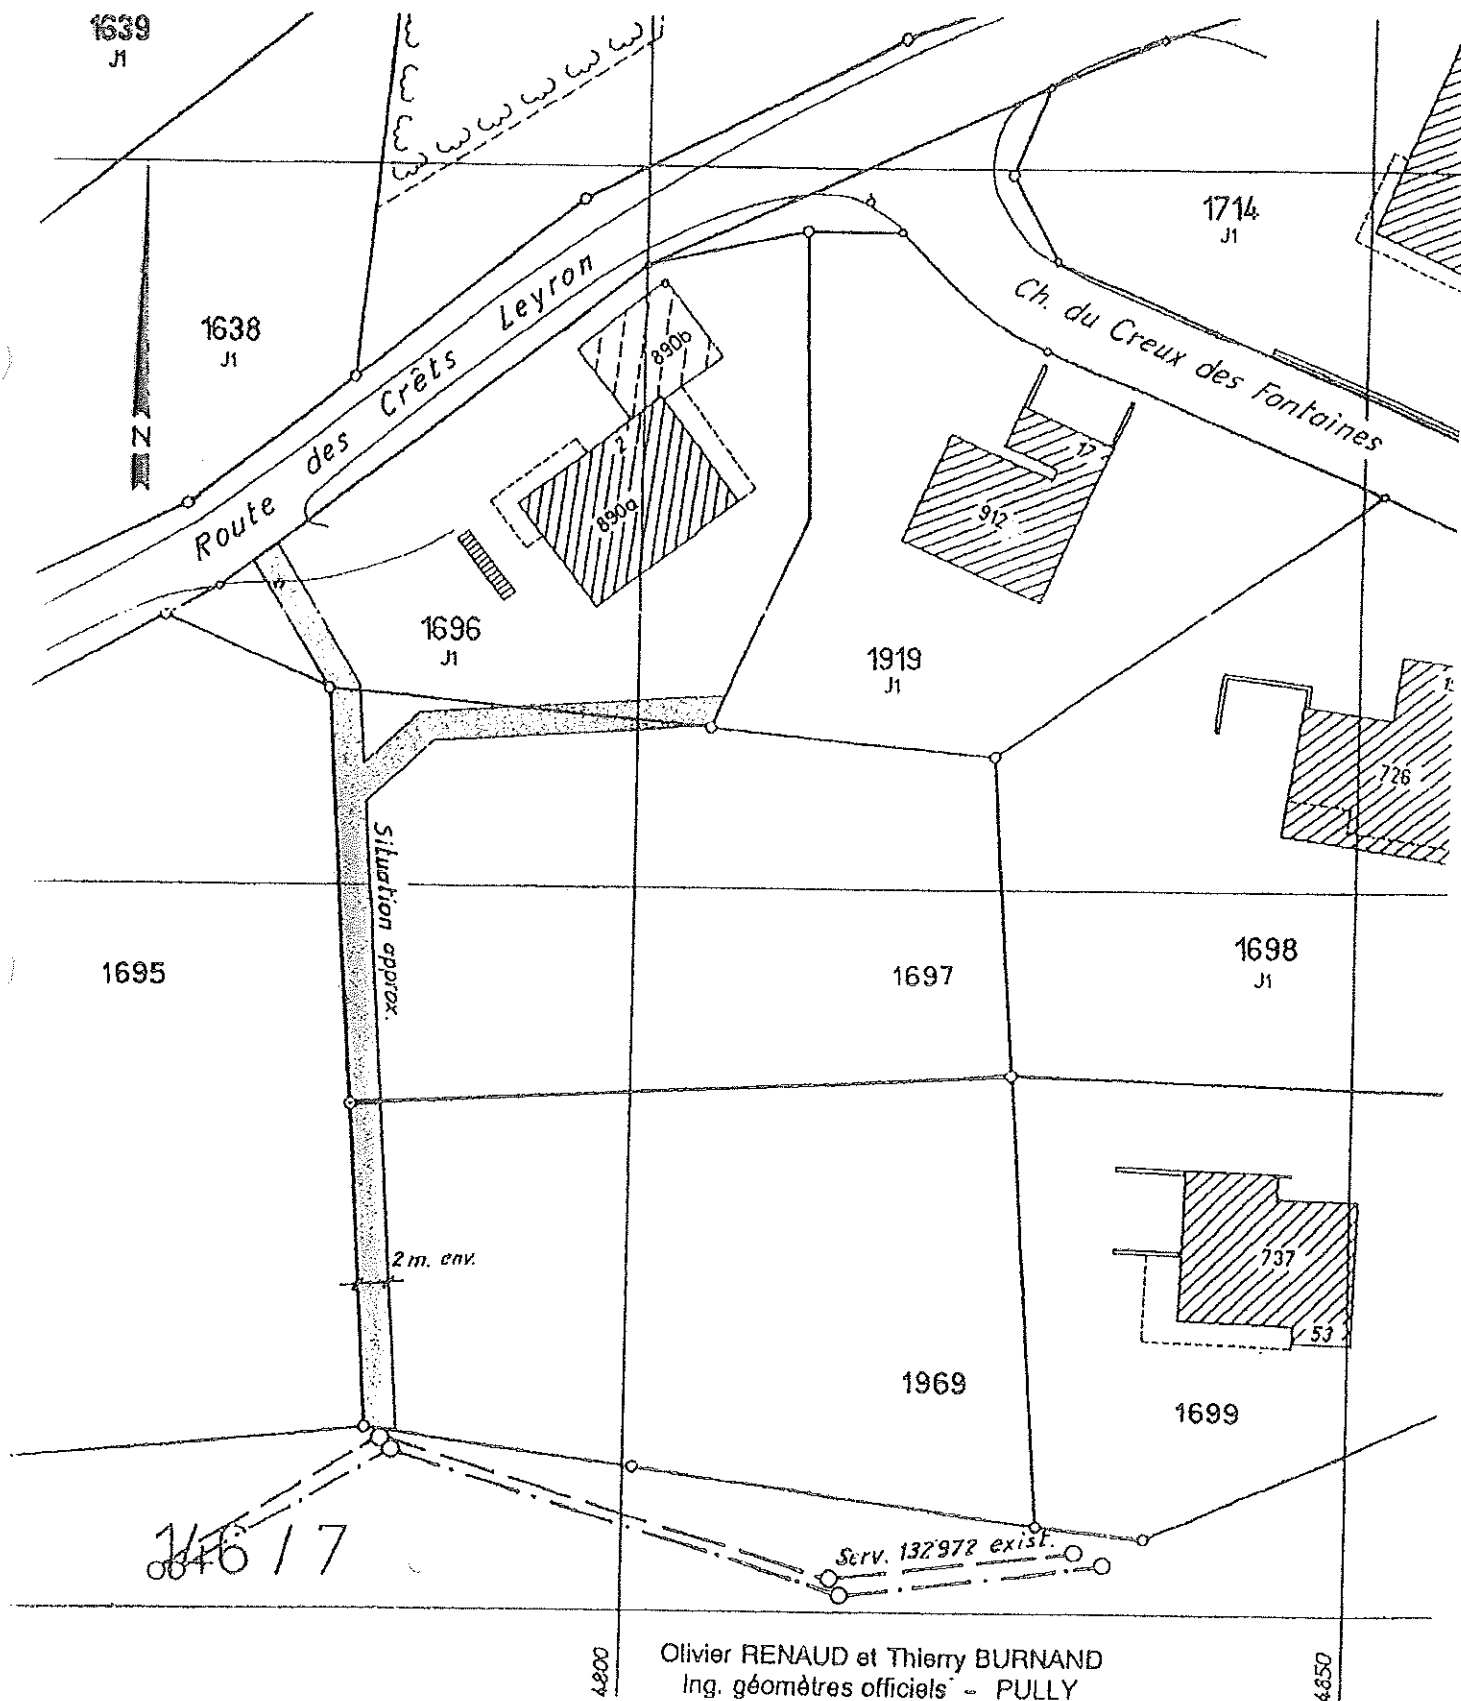 1639
J1
1714
J1
1638
J1
Route des Crêts Leyron
Ch. du Creux des Fontaines
N
890b
2
890a
17
912
1696
J1
1919
J1
726
Situation approx.
1695
1697
1698
J1
2 m. env.
737
53
1969
1699
146 / 7
Serv. 132'972 exist.
4800
4850
Olivier RENAUD et Thierry BURNAND
Ing. géomètres officiels - PULLY